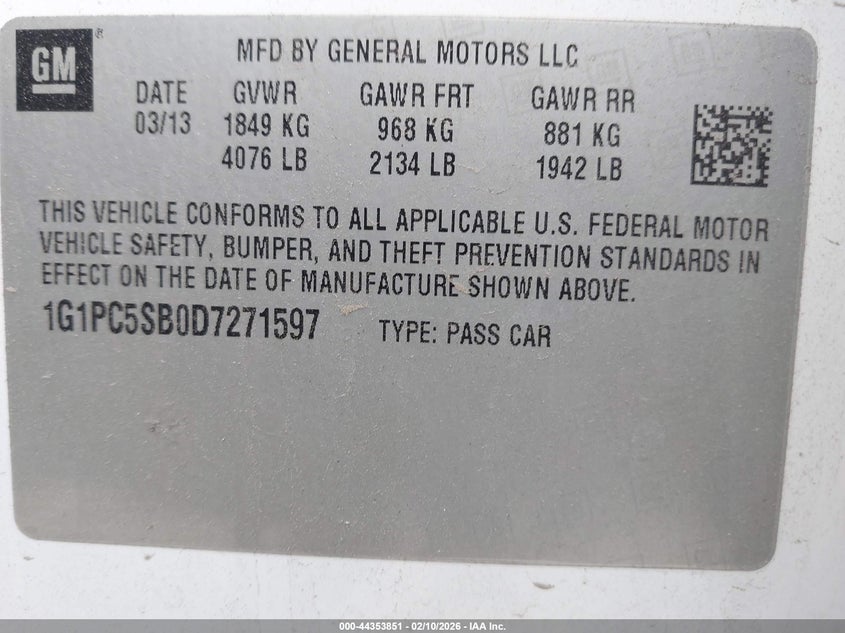 GM®
MFD BY GENERAL MOTORS LLC
DATE GVWR GAWR FRT GAWR RR
03/13 1849 KG 968 KG 881 KG
4076 LB 2134 LB 1942 LB
THIS VEHICLE CONFORMS TO ALL APPLICABLE U.S. FEDERAL MOTOR
VEHICLE SAFETY, BUMPER, AND THEFT PREVENTION STANDARDS IN
EFFECT ON THE DATE OF MANUFACTURE SHOWN ABOVE.
1G1PC5SB0D7271597 TYPE: PASS CAR
000-44353851 | 02/10/2026 - IAA Inc.